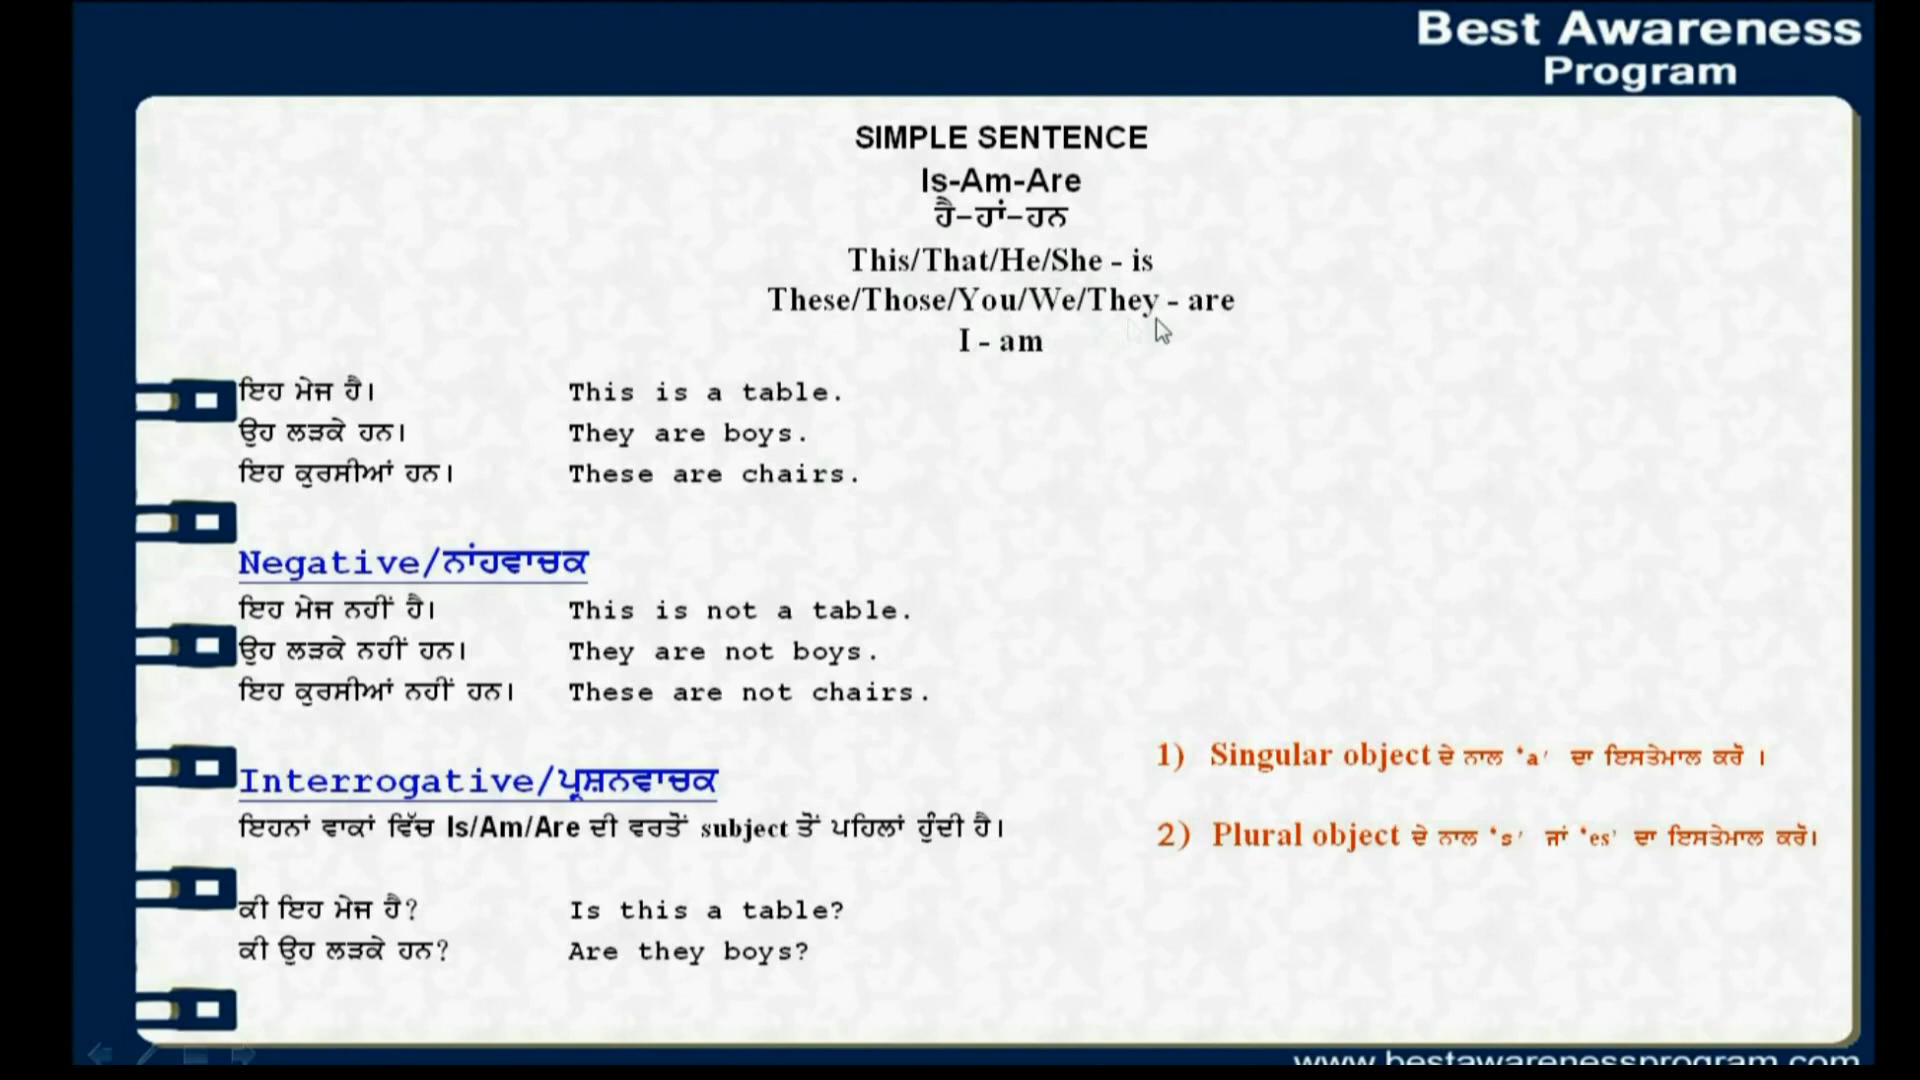 Best Awareness
Program
SIMPLE SENTENCE
Is-Am-Are
ਹੈ-ਹਾਂ-ਹਨ
This/That/He/She - is
These/Those/You/We/They - are
I - am
ਇਹ ਮੇਜ ਹੈ। This is a table.
ਉਹ ਲੜਕੇ ਹਨ। They are boys.
ਇਹ ਕੁਰਸੀਆਂ ਹਨ। These are chairs.
Negative/ਨਾਂਹਵਾਚਕ
ਇਹ ਮੇਜ ਨਹੀਂ ਹੈ। This is not a table.
ਉਹ ਲੜਕੇ ਨਹੀਂ ਹਨ। They are not boys.
ਇਹ ਕੁਰਸੀਆਂ ਨਹੀਂ ਹਨ। These are not chairs.
Interrogative/ਪ੍ਰਸ਼ਨਵਾਚਕ
ਇਹਨਾਂ ਵਾਕਾਂ ਵਿੱਚ Is/Am/Are ਦੀ ਵਰਤੋਂ subject ਤੋਂ ਪਹਿਲਾਂ ਹੁੰਦੀ ਹੈ।
ਕੀ ਇਹ ਮੇਜ ਹੈ? Is this a table?
ਕੀ ਉਹ ਲੜਕੇ ਹਨ? Are they boys?
1) Singular object ਦੇ ਨਾਲ 'a' ਦਾ ਇਸਤੇਮਾਲ ਕਰੋ ।
2) Plural object ਦੇ ਨਾਲ 's' ਜਾਂ 'es' ਦਾ ਇਸਤੇਮਾਲ ਕਰੋ।
www.bestawarenessprogram.com